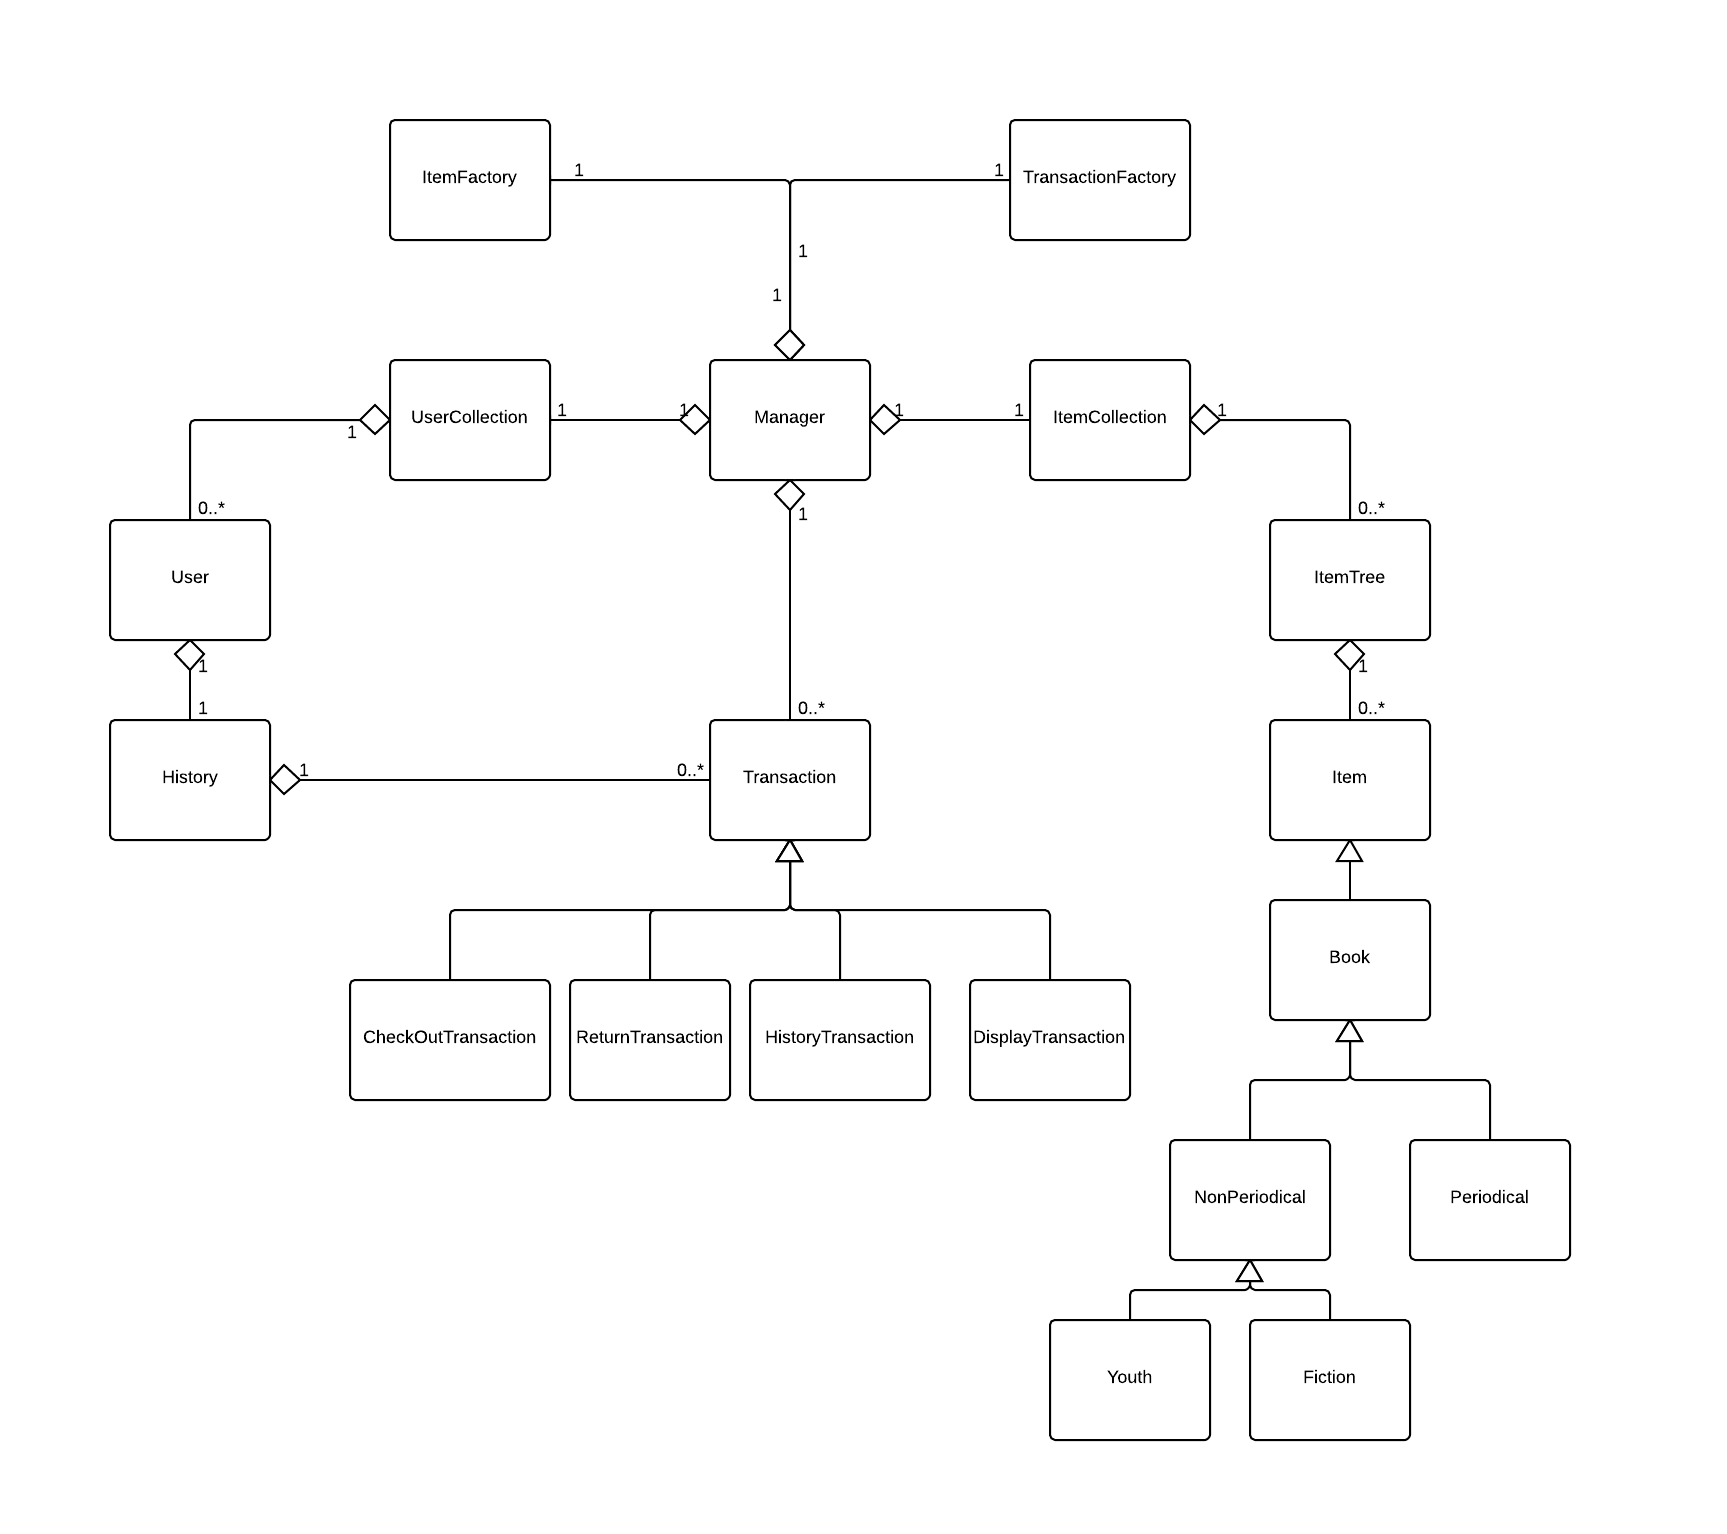 ItemFactory
1
1
TransactionFactory
1
1
UserCollection
1
1
Manager
1
1
ItemCollection
1
1
1
0..*
0..*
User
ItemTree
1
1
1
0..*
0..*
History
1
0..*
Transaction
Item
Book
CheckOutTransaction
ReturnTransaction
HistoryTransaction
DisplayTransaction
NonPeriodical
Periodical
Youth
Fiction